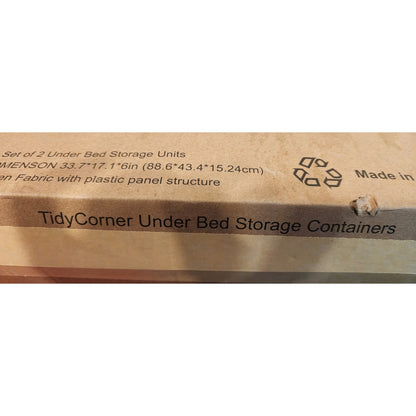 Set of 2 Under Bed Storage Units
MENSON 33.7*17.1*6in (88.6*43.4*15.24cm)
en Fabric with plastic panel structure
Made in
TidyCorner Under Bed Storage Containers